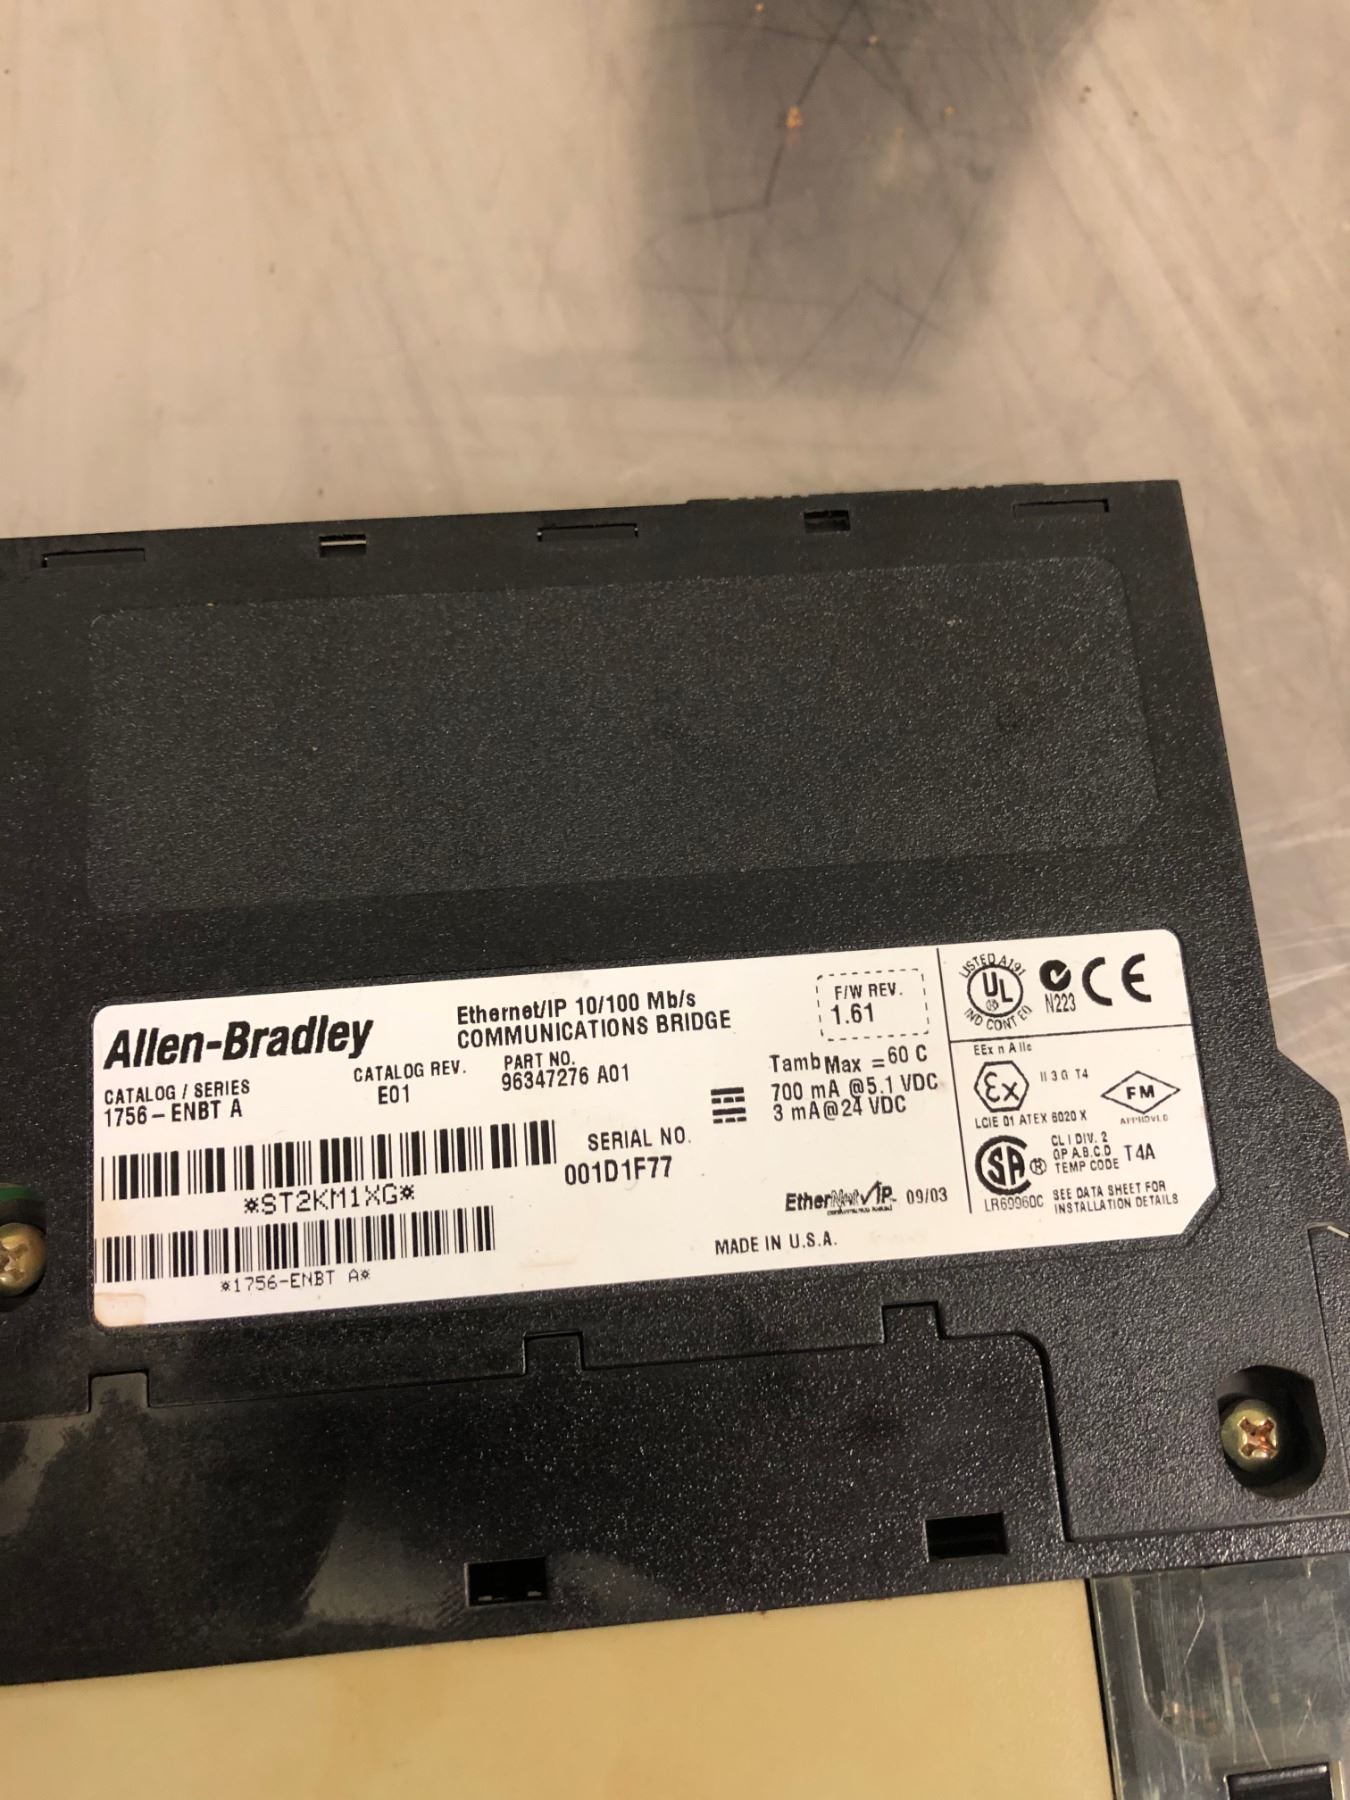 Allen-Bradley
Ethernet/IP 10/100 Mb/s
COMMUNICATIONS BRIDGE
CATALOG / SERIES
1756-ENBT A
CATALOG REV.
E01
PART NO.
96347276 A01
*ST2KM1XG*
SERIAL NO.
001D1F77
*1756-ENBT A*
F/W REV.
1.61
Tamb Max = 60 C
700 mA @5.1 VDC
3 mA@24 VDC
EtherNet/IP 09/03
MADE IN U.S.A.
LISTED A191
UL
IND CONT EQ
N223
CE
EEx n A IIc
Ex
II 3 G T4
LCIE 01 ATEX 6020 X
FM
APPROVED
SA ®
LR69960C
CL I DIV. 2
GP A,B,C,D
TEMP CODE T4A
SEE DATA SHEET FOR
INSTALLATION DETAILS